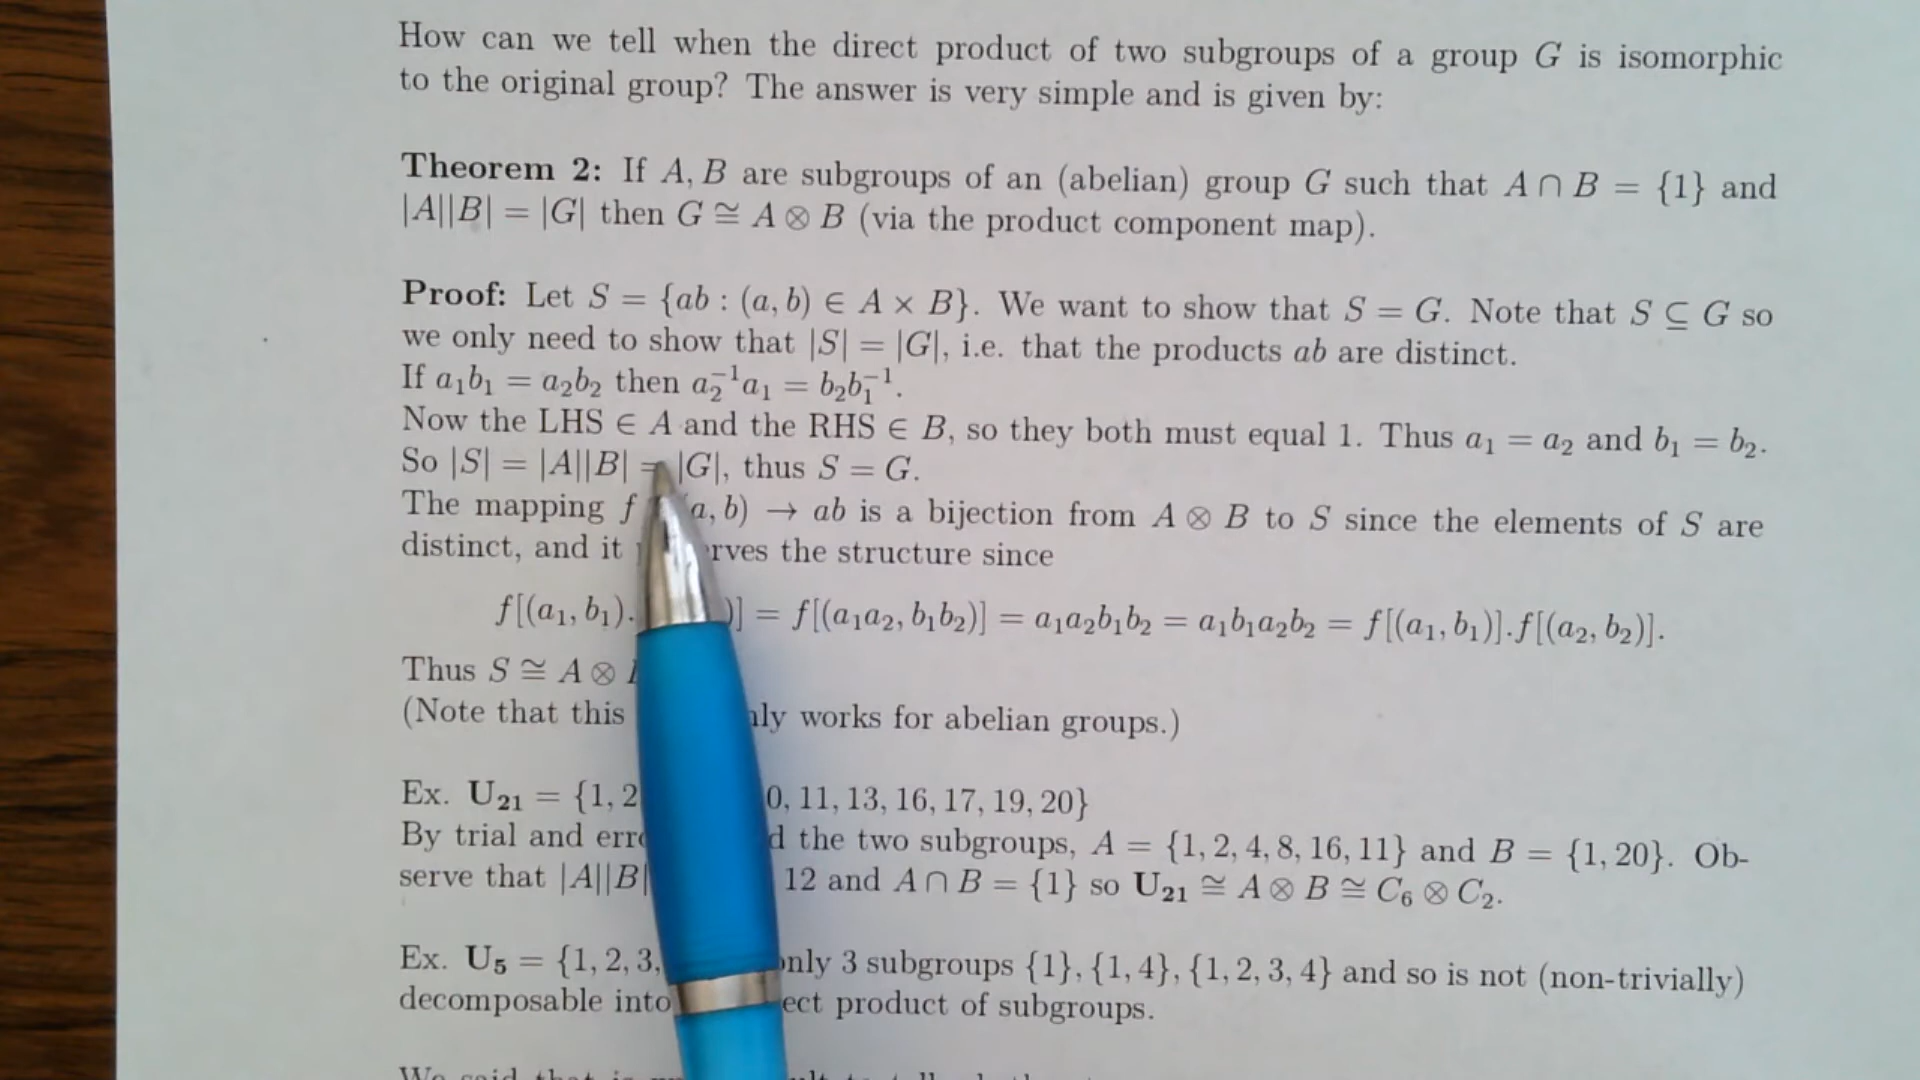 How can we tell when the direct product of two subgroups of a group G is isomorphic
to the original group? The answer is very simple and is given by:
Theorem 2: If A, B are subgroups of an (abelian) group G such that A ∩ B = {1} and
|A||B| = |G| then G ≅ A ⊗ B (via the product component map).
Proof: Let S = {ab : (a, b) ∈ A × B}. We want to show that S = G. Note that S ⊆ G so
we only need to show that |S| = |G|, i.e. that the products ab are distinct.
If a₁b₁ = a₂b₂ then a₂⁻¹a₁ = b₂b₁⁻¹.
Now the LHS ∈ A and the RHS ∈ B, so they both must equal 1. Thus a₁ = a₂ and b₁ = b₂.
So |S| = |A||B| = |G|, thus S = G.
The mapping f a, b) → ab is a bijection from A ⊗ B to S since the elements of S are
distinct, and it the structure since
f[(a₁, b₁). )] = f[(a₁a₂, b₁b₂)] = a₁a₂b₁b₂ = a₁b₁a₂b₂ = f[(a₁, b₁)].f[(a₂, b₂)].
Thus S ≅ A ⊗
(Note that this works for abelian groups.)
Ex. U₂₁ = {1, 2 0, 11, 13, 16, 17, 19, 20}
By trial and the two subgroups, A = {1, 2, 4, 8, 16, 11} and B = {1, 20}. Ob-
serve that |A||B| 12 and A ∩ B = {1} so U₂₁ ≅ A ⊗ B ≅ C₆ ⊗ C₂.
Ex. U₅ = {1, 2, 3, only 3 subgroups {1}, {1, 4}, {1, 2, 3, 4} and so is not (non-trivially)
decomposable into product of subgroups.
We said that